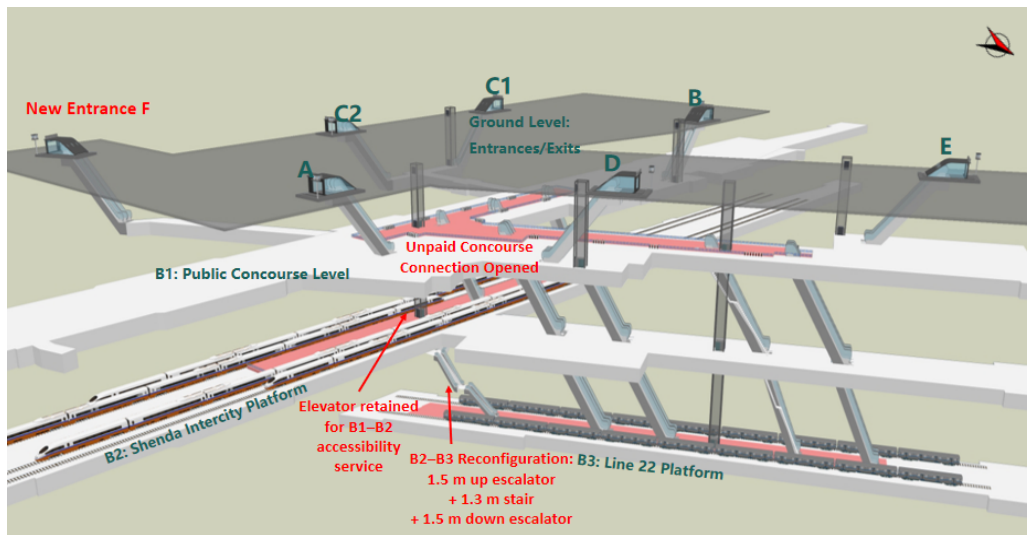 New Entrance F
C2
C1
B
Ground Level:
Entrances/Exits
A
D
E
Unpaid Concourse
Connection Opened
B1: Public Concourse Level
B2: Shenda Intercity Platform
Elevator retained
for B1–B2
accessibility
service
B2–B3 Reconfiguration:
1.5 m up escalator
+ 1.3 m stair
+ 1.5 m down escalator
B3: Line 22 Platform